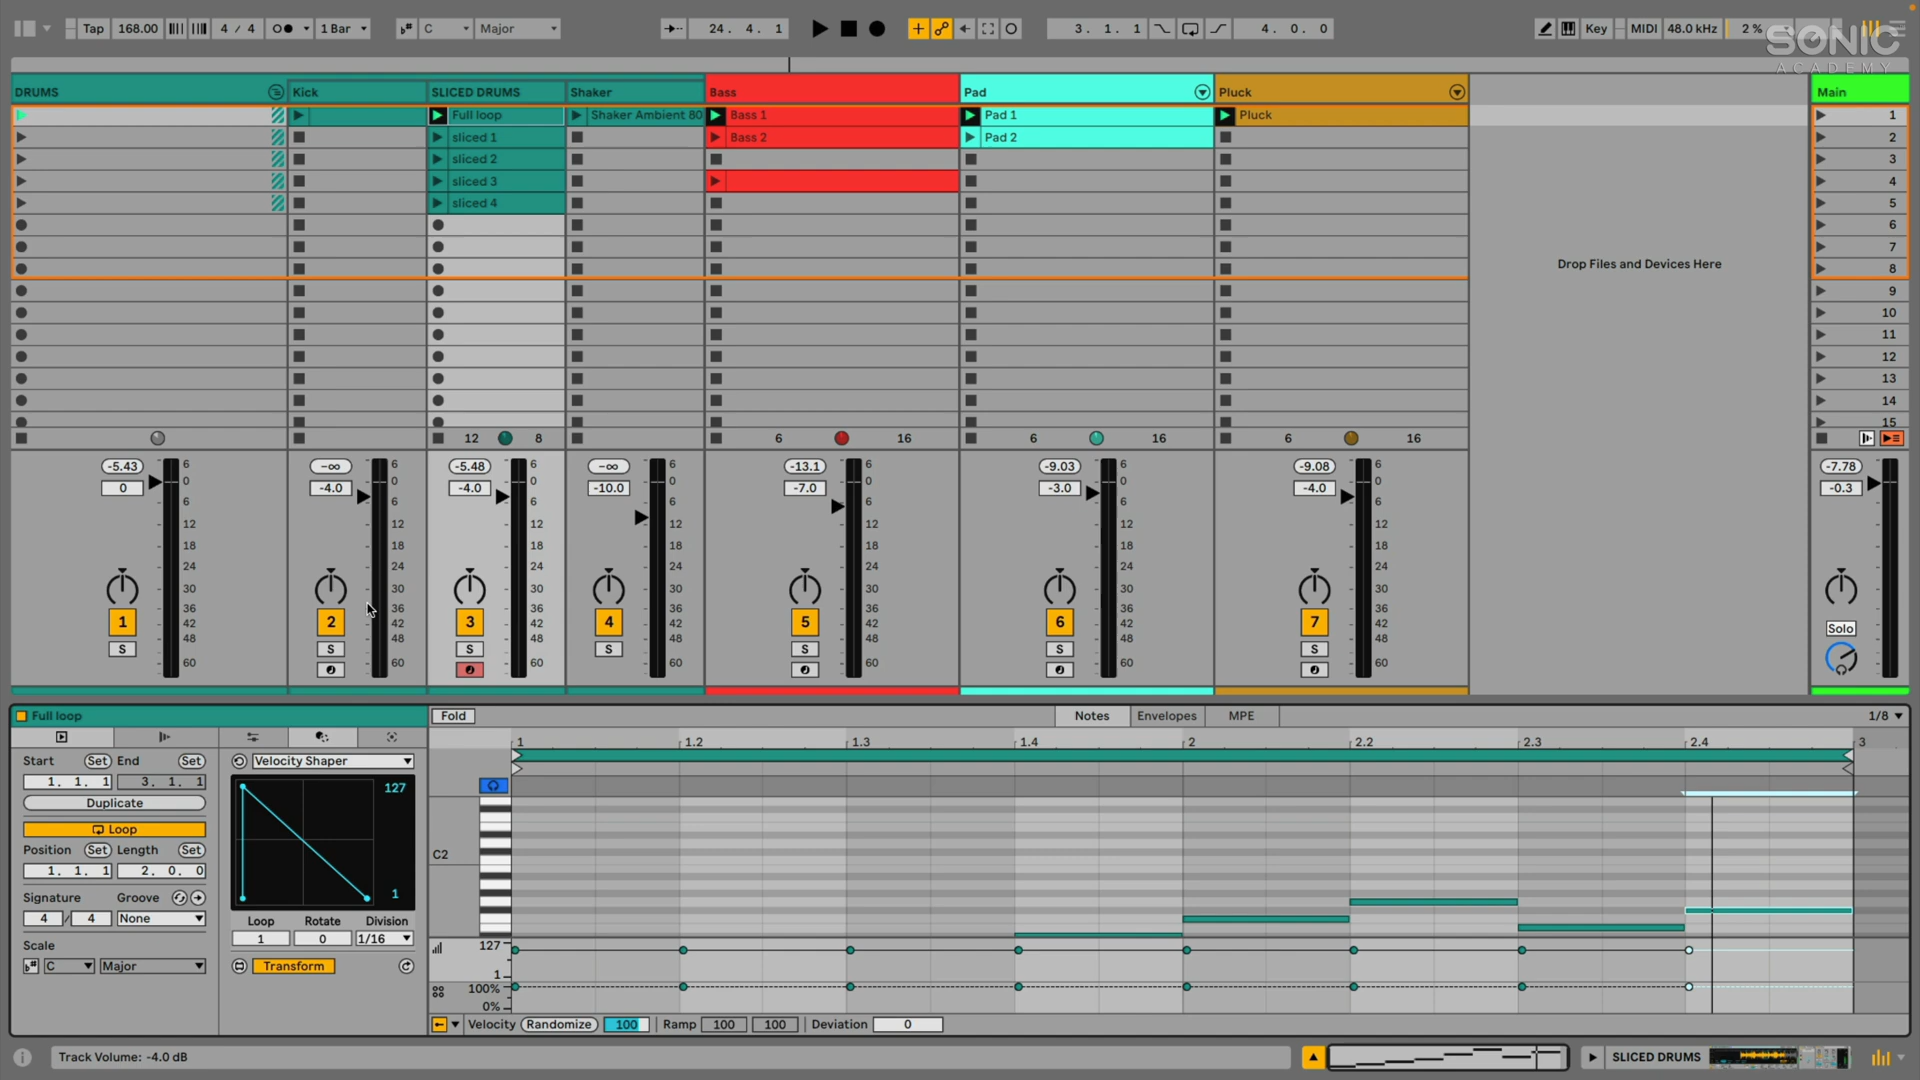 Tap 168.00 4 / 4 1 Bar C Major 24. 4. 1 3. 1. 1 4. 0. 0 Key MIDI 48.0 kHz 2 %
SONIC
ACADEMY
DRUMS Kick SLICED DRUMS Shaker Bass Pad Pluck Main
Full loop Shaker Ambient 80 Bass 1 Pad 1 Pluck 1
sliced 1 Bass 2 Pad 2 2
sliced 2 3
sliced 3 4
sliced 4 5
6
7
Drop Files and Devices Here
8
9
10
11
12
13
14
15
12 8 6 16 6 16 6 16
-5.43 -∞ -5.48 -∞ -13.1 -9.03 -9.08 -7.78
0 -4.0 -4.0 -10.0 -7.0 -3.0 -4.0 -0.3
6 6 6 6 6 6 6
0 0 0 0 0 0 0
6 6 6 6 6 6 6
12 12 12 12 12 12 12
18 18 18 18 18 18 18
24 24 24 24 24 24 24
30 30 30 30 30 30 30
36 36 36 36 36 36 36
42 42 42 42 42 42 42
48 48 48 48 48 48 48
60 60 60 60 60 60 60
1 2 3 4 5 6 7 Solo
S S S S S S S
Full loop Fold Notes Envelopes MPE 1/8
1 1.2 1.3 1.4 2 2.2 2.3 2.4 3
Start Set End Set Velocity Shaper
1. 1. 1 3. 1. 1 127
Duplicate
Loop
Position Set Length Set C2
1. 1. 1 2. 0. 0 1
Signature Groove Loop Rotate Division
4 / 4 None 1 0 1/16
Scale 127
C Major Transform 1
100%
0%
Velocity Randomize 100 Ramp 100 100 Deviation 0
Track Volume: -4.0 dB SLICED DRUMS